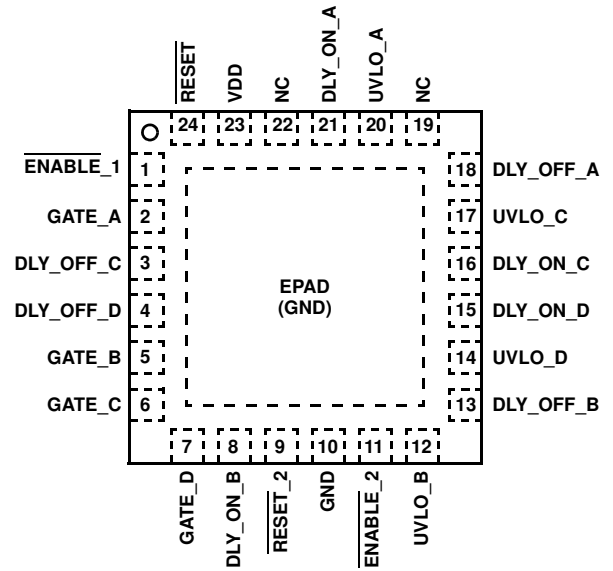 RESET
VDD
NC
DLY_ON_A
UVLO_A
NC
24 23 22 21 20 19
ENABLE_1 1
GATE_A 2
DLY_OFF_C 3
DLY_OFF_D 4
GATE_B 5
GATE_C 6
EPAD
(GND)
18 DLY_OFF_A
17 UVLO_C
16 DLY_ON_C
15 DLY_ON_D
14 UVLO_D
13 DLY_OFF_B
7 8 9 10 11 12
GATE_D
DLY_ON_B
RESET_2
GND
ENABLE_2
UVLO_B